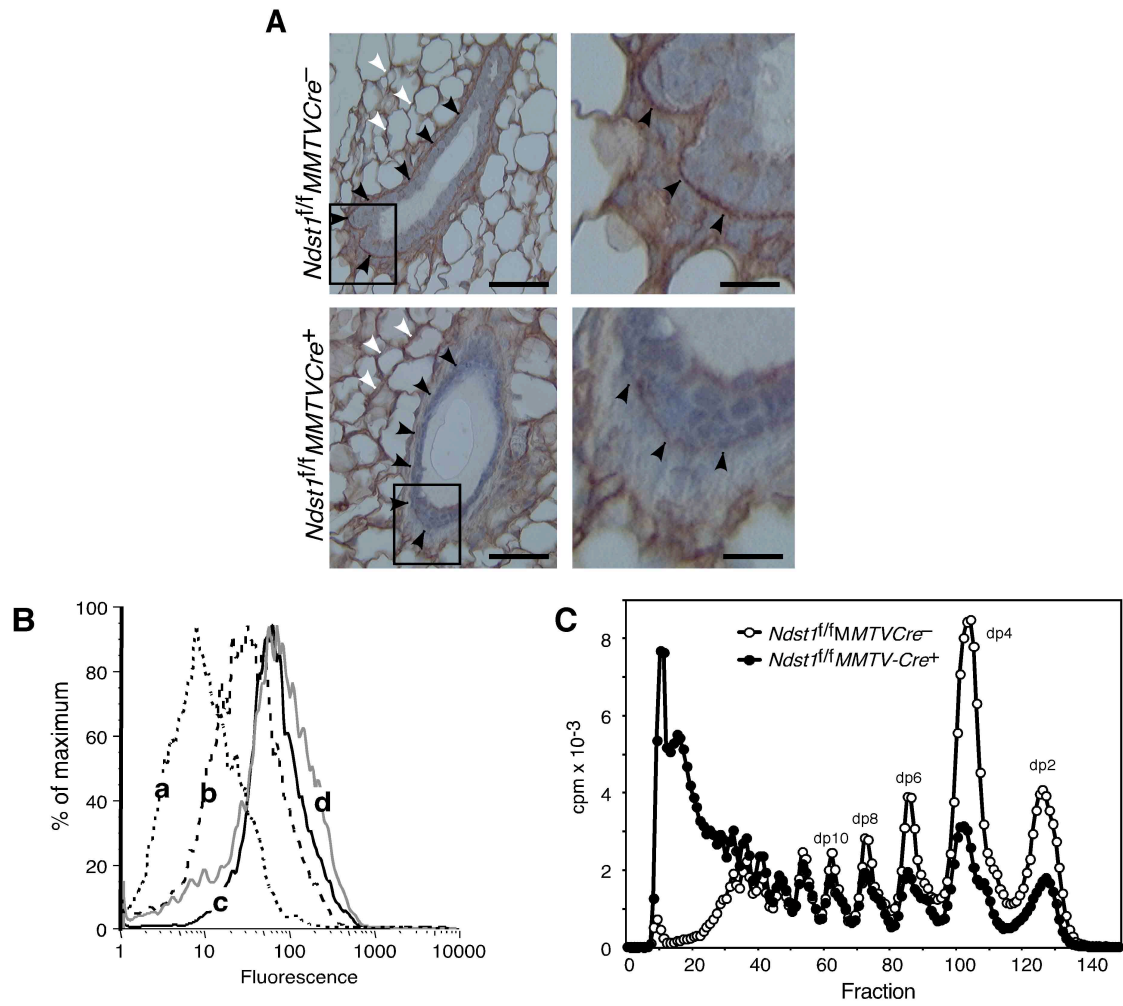 A
Ndst1f/fMMTVCre–
Ndst1f/fMMTVCre+
B
100
80
60
40
20
0
% of maximum
a
b
c
d
1
10
100
1000
10000
Fluorescence
C
Ndst1f/fMMTVCre–
Ndst1f/fMMTV-Cre+
dp4
dp2
dp6
dp8
dp10
8
6
4
2
0
cpm x 10-3
0
20
40
60
80
100
120
140
Fraction